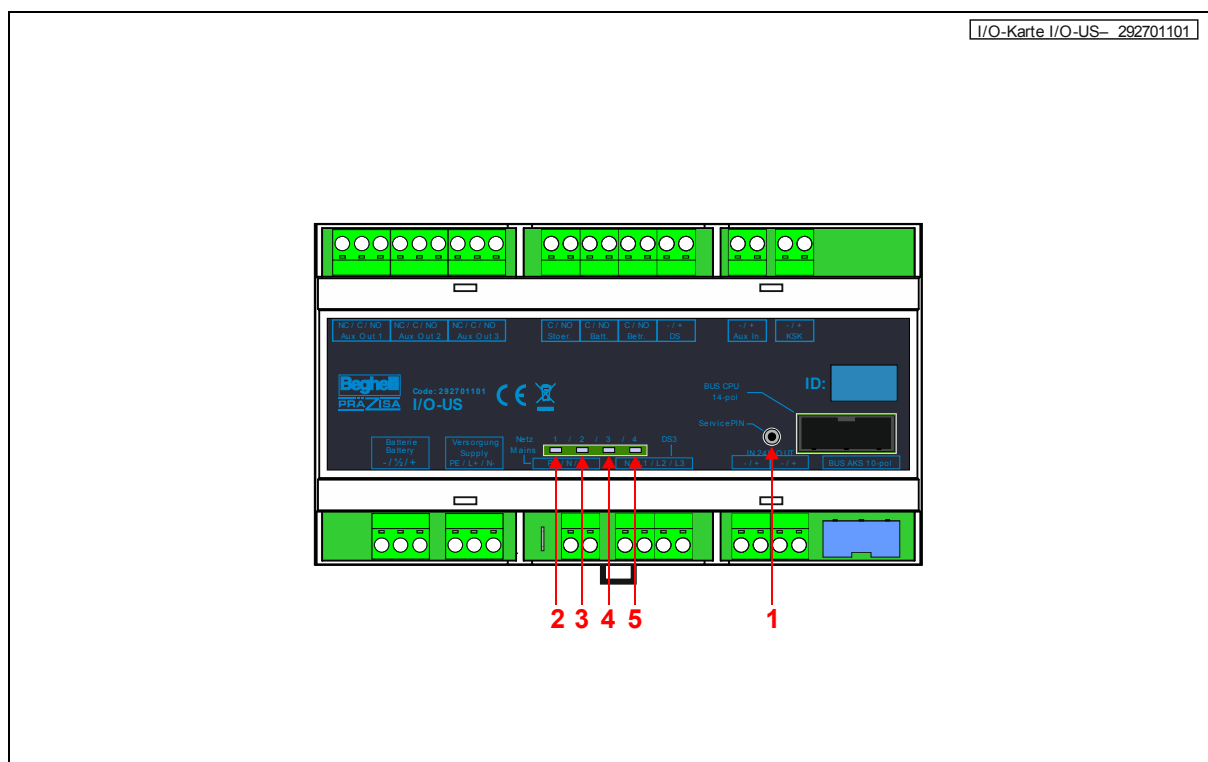 I/O-Karte I/O-US– 292701101
NC / C / NO NC / C / NO NC / C / NO C / NO C / NO C / NO - / + - / + - / +
Aux Out 1 Aux Out 2 Aux Out 3 Stoer. Batt. Betr. DS Aux In KSK
Beghelli
PRÄZISA
Code: 292701101
I/O-US
CE
BUS CPU
14-pol
ID:
ServicePIN
Batterie
Battery
- / ½ / +
Versorgung
Supply
PE / L+ / N-
Netz
Mains
1 / 2 / 3 / 4
DS3
/ L2 / L3
IN 24
OUT
- / + - / +
BUS AKS 10-pol
2 3 4 5 1